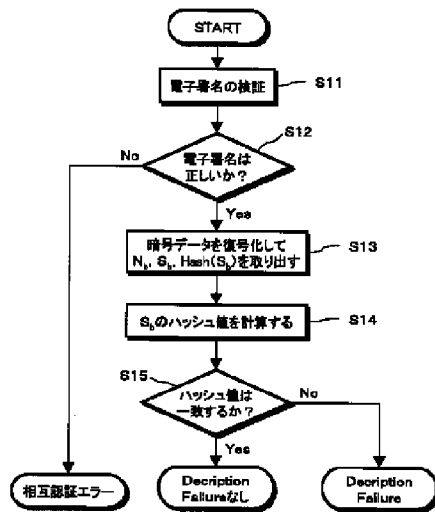 START
電子署名の検証
S11
S12
電子署名は
正しいか？
No
Yes
暗号データを復号化して
Nb, Sb, Hash(Sb)を取り出す
S13
Sbのハッシュ値を計算する
S14
S15
ハッシュ値は
一致するか？
No
Yes
相互認証エラー
Decription
Failureなし
Decription
Failure